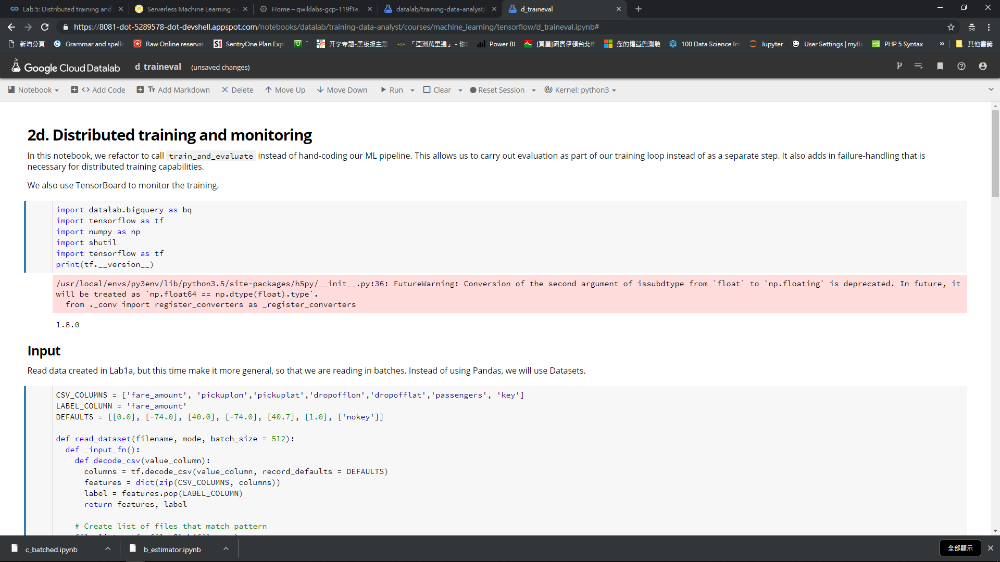 Lab 5: Distributed training and
Serverless Machine Learning -
Home – qwiklabs-gcp-119f1e
datalab/training-data-analyst/
d_traineval
https://8081-dot-5289578-dot-devshell.appspot.com/notebooks/datalab/training-data-analyst/courses/machine_learning/tensorflow/d_traineval.ipynb#
新增分頁
Grammar and spell
Raw Online reservat
S1 SentryOne Plan Expl
U `
开学专题-黑板报主题
「亞洲萬里通」 - 你
Power BI
[買屋]國賓伊頓台北市
您的權益與測驗
100 Data Science In
Jupyter
User Settings | myBa
PHP 5 Syntax
»
其他書籤
Google Cloud Datalab
d_traineval (unsaved changes)
Notebook
<> Add Code
Tт Add Markdown
Delete
Move Up
Move Down
Run
Clear
Reset Session
Kernel: python3
2d. Distributed training and monitoring
In this notebook, we refactor to call train_and_evaluate instead of hand-coding our ML pipeline. This allows us to carry out evaluation as part of our training loop instead of as a separate step. It also adds in failure-handling that is
necessary for distributed training capabilities.
We also use TensorBoard to monitor the training.
import datalab.bigquery as bq
import tensorflow as tf
import numpy as np
import shutil
import tensorflow as tf
print(tf.__version__)
/usr/local/envs/py3env/lib/python3.5/site-packages/h5py/__init__.py:36: FutureWarning: Conversion of the second argument of issubdtype from `float` to `np.floating` is deprecated. In future, it
will be treated as `np.float64 == np.dtype(float).type`.
from ._conv import register_converters as _register_converters
1.8.0
Input
Read data created in Lab1a, but this time make it more general, so that we are reading in batches. Instead of using Pandas, we will use Datasets.
CSV_COLUMNS = ['fare_amount', 'pickuplon','pickuplat','dropofflon','dropofflat','passengers', 'key']
LABEL_COLUMN = 'fare_amount'
DEFAULTS = [[0.0], [-74.0], [40.0], [-74.0], [40.7], [1.0], ['nokey']]
def read_dataset(filename, mode, batch_size = 512):
def _input_fn():
def decode_csv(value_column):
columns = tf.decode_csv(value_column, record_defaults = DEFAULTS)
features = dict(zip(CSV_COLUMNS, columns))
label = features.pop(LABEL_COLUMN)
return features, label
# Create list of files that match pattern
c_batched.ipynb
b_estimator.ipynb
全部顯示